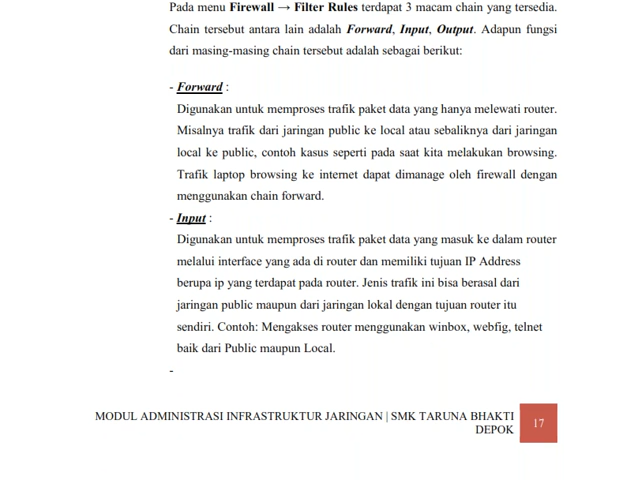 Pada menu Firewall → Filter Rules terdapat 3 macam chain yang tersedia.
Chain tersebut antara lain adalah Forward, Input, Output. Adapun fungsi
dari masing-masing chain tersebut adalah sebagai berikut:
- Forward :
Digunakan untuk memproses trafik paket data yang hanya melewati router.
Misalnya trafik dari jaringan public ke local atau sebaliknya dari jaringan
local ke public, contoh kasus seperti pada saat kita melakukan browsing.
Trafik laptop browsing ke internet dapat dimanage oleh firewall dengan
menggunakan chain forward.
- Input :
Digunakan untuk memproses trafik paket data yang masuk ke dalam router
melalui interface yang ada di router dan memiliki tujuan IP Address
berupa ip yang terdapat pada router. Jenis trafik ini bisa berasal dari
jaringan public maupun dari jaringan lokal dengan tujuan router itu
sendiri. Contoh: Mengakses router menggunakan winbox, webfig, telnet
baik dari Public maupun Local.
-
MODUL ADMINISTRASI INFRASTRUKTUR JARINGAN | SMK TARUNA BHAKTI
DEPOK
17